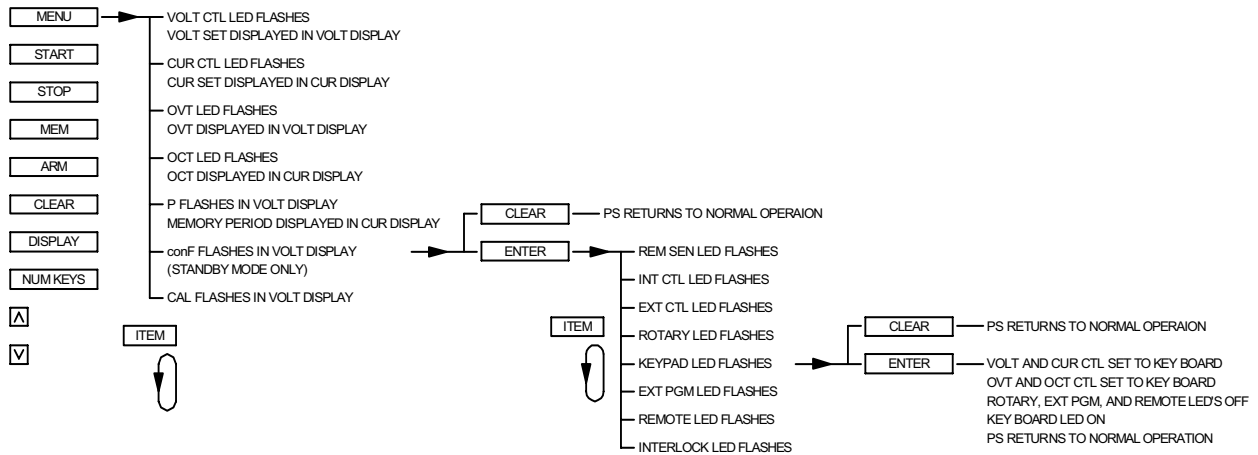 MENU
START
STOP
MEM
ARM
CLEAR
DISPLAY
NUM KEYS
VOLT CTL LED FLASHES
VOLT SET DISPLAYED IN VOLT DISPLAY
CUR CTL LED FLASHES
CUR SET DISPLAYED IN CUR DISPLAY
OVT LED FLASHES
OVT DISPLAYED IN VOLT DISPLAY
OCT LED FLASHES
OCT DISPLAYED IN CUR DISPLAY
P FLASHES IN VOLT DISPLAY
MEMORY PERIOD DISPLAYED IN CUR DISPLAY
conF FLASHES IN VOLT DISPLAY
(STANDBY MODE ONLY)
CAL FLASHES IN VOLT DISPLAY
ITEM
CLEAR
PS RETURNS TO NORMAL OPERAION
ENTER
REM SEN LED FLASHES
INT CTL LED FLASHES
EXT CTL LED FLASHES
ROTARY LED FLASHES
KEYPAD LED FLASHES
EXT PGM LED FLASHES
REMOTE LED FLASHES
INTERLOCK LED FLASHES
ITEM
CLEAR
PS RETURNS TO NORMAL OPERAION
ENTER
VOLT AND CUR CTL SET TO KEY BOARD
OVT AND OCT CTL SET TO KEY BOARD
ROTARY, EXT PGM, AND REMOTE LED'S OFF
KEY BOARD LED ON
PS RETURNS TO NORMAL OPERATION